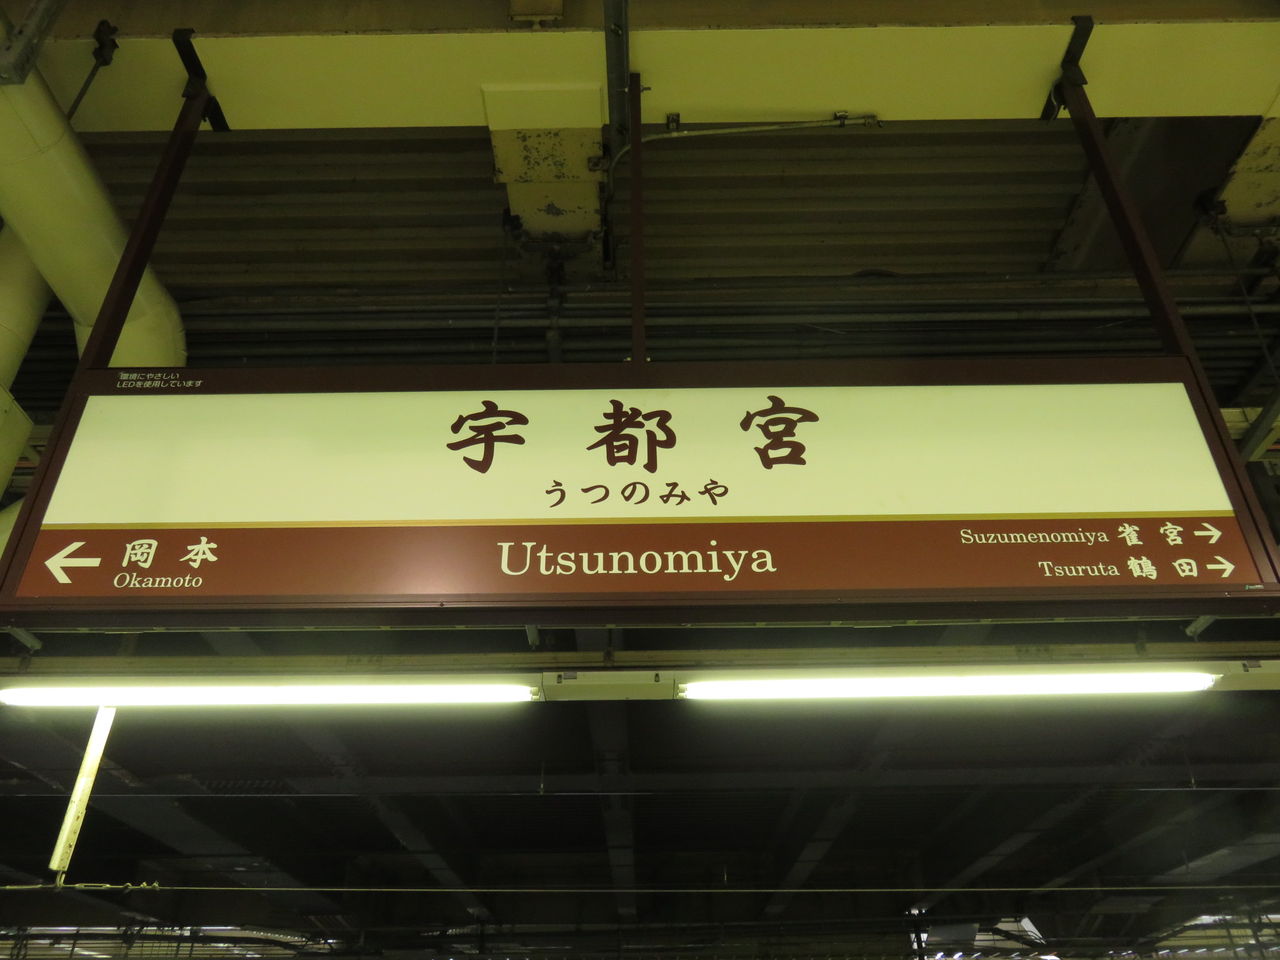 環境にやさしい
LEDを使用しています
宇都宮
うつのみや
Utsunomiya
← 岡本
Okamoto
Suzumenomiya 雀宮 →
Tsuruta 鶴田 →